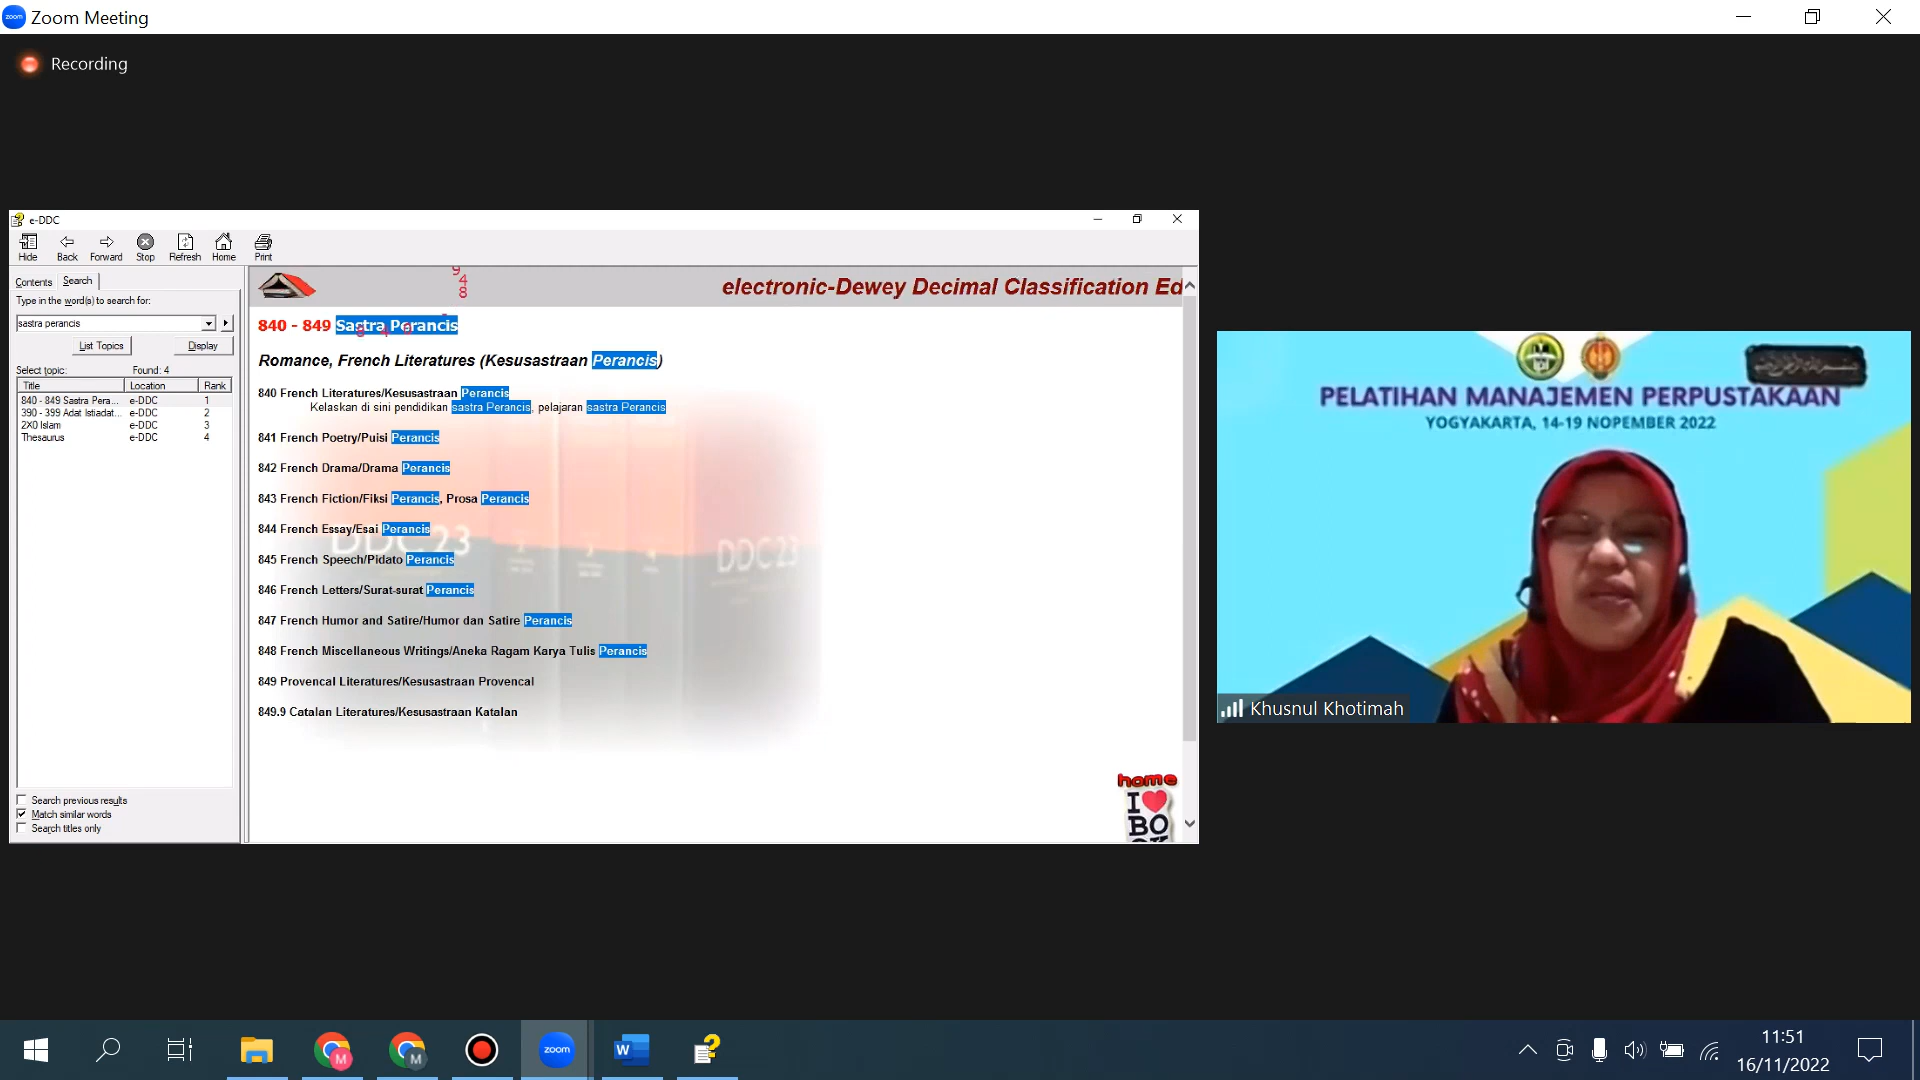 Zoom Meeting
Recording
e-DDC
Hide Back Forward Stop Refresh Home Print
Contents Search
Type in the word(s) to search for:
sastra perancis
List Topics Display
Select topic: Found: 4
Title Location Rank
840 - 849 Sastra Pera... e-DDC 1
390 - 399 Adat Istiadat... e-DDC 2
2X0 Islam e-DDC 3
Thesaurus e-DDC 4
Search previous results
Match similar words
Search titles only
9
4
8
electronic-Dewey Decimal Classification Ed
840 - 849 Sastra Perancis
8 4 0
Romance, French Literatures (Kesusastraan Perancis)
840 French Literatures/Kesusastraan Perancis
Kelaskan di sini pendidikan sastra Perancis, pelajaran sastra Perancis
841 French Poetry/Puisi Perancis
842 French Drama/Drama Perancis
843 French Fiction/Fiksi Perancis, Prosa Perancis
844 French Essay/Esai Perancis
845 French Speech/Pidato Perancis
846 French Letters/Surat-surat Perancis
847 French Humor and Satire/Humor dan Satire Perancis
848 French Miscellaneous Writings/Aneka Ragam Karya Tulis Perancis
849 Provencal Literatures/Kesusastraan Provencal
849.9 Catalan Literatures/Kesusastraan Katalan
DDC 23
DDC 23
home
I
BO
PELATIHAN MANAJEMEN PERPUSTAKAAN
YOGYAKARTA, 14-19 NOPEMBER 2022
Khusnul Khotimah
zoom
11:51
16/11/2022